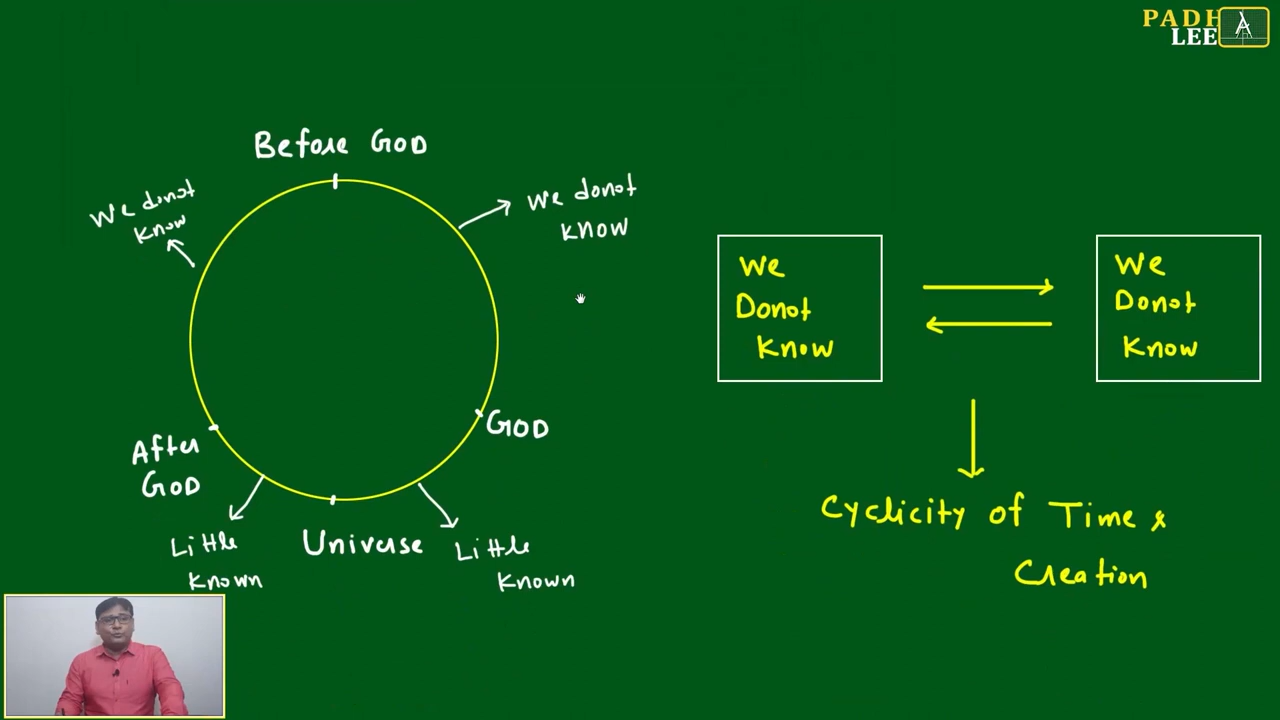 PADH
LEE
Before GOD
We donot
know
We donot
know
GOD
After
GOD
Little
known
Universe
Little
known
We
Donot
know
We
Donot
Know
Cyclicity of Time &
Creation